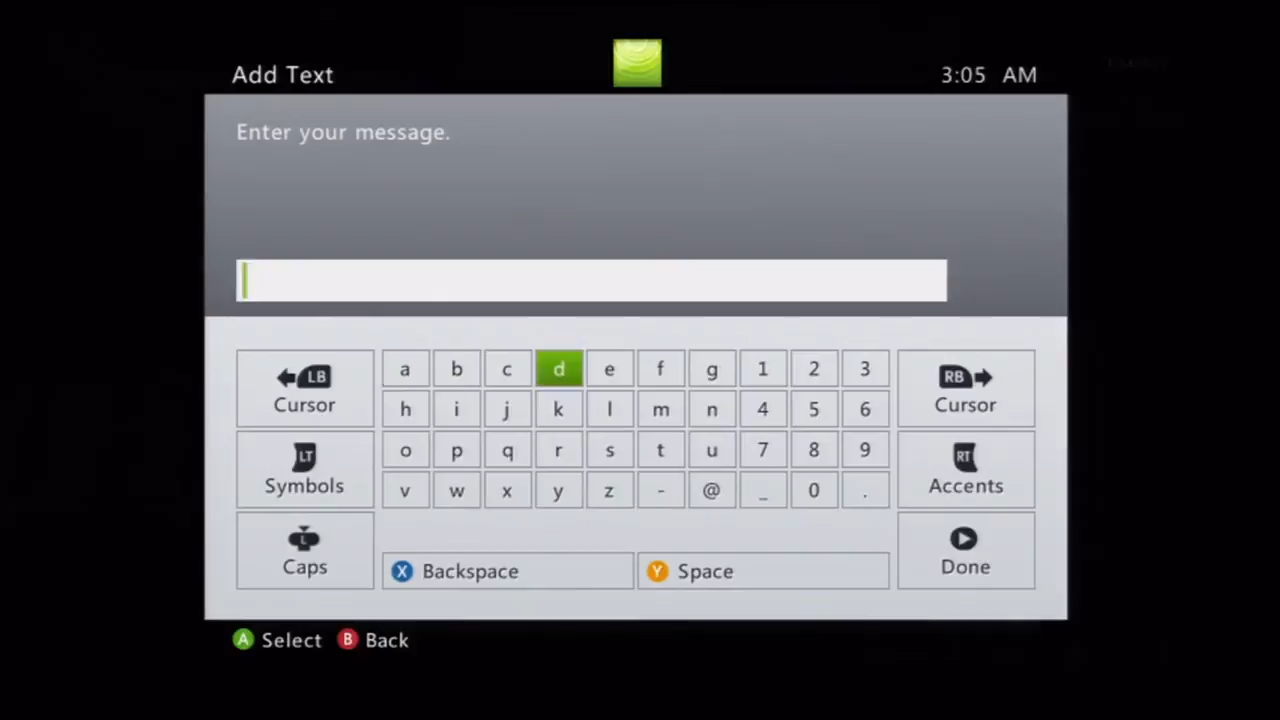 Add Text 3:05 AM
Enter your message.
LB a b c d e f g 1 2 3 RB
Cursor h i j k l m n 4 5 6 Cursor
LT o p q r s t u 7 8 9 RT
Symbols v w x y z - @ _ 0 . Accents
L
Caps X Backspace Y Space Done
A Select B Back